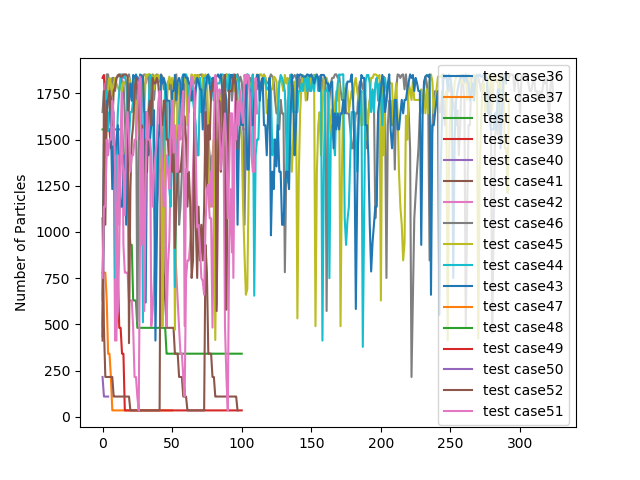 Number of Particles
1750
1500
1250
1000
750
500
250
0
0
50
100
150
200
250
300
test case36
test case37
test case38
test case39
test case40
test case41
test case42
test case46
test case45
test case44
test case43
test case47
test case48
test case49
test case50
test case52
test case51